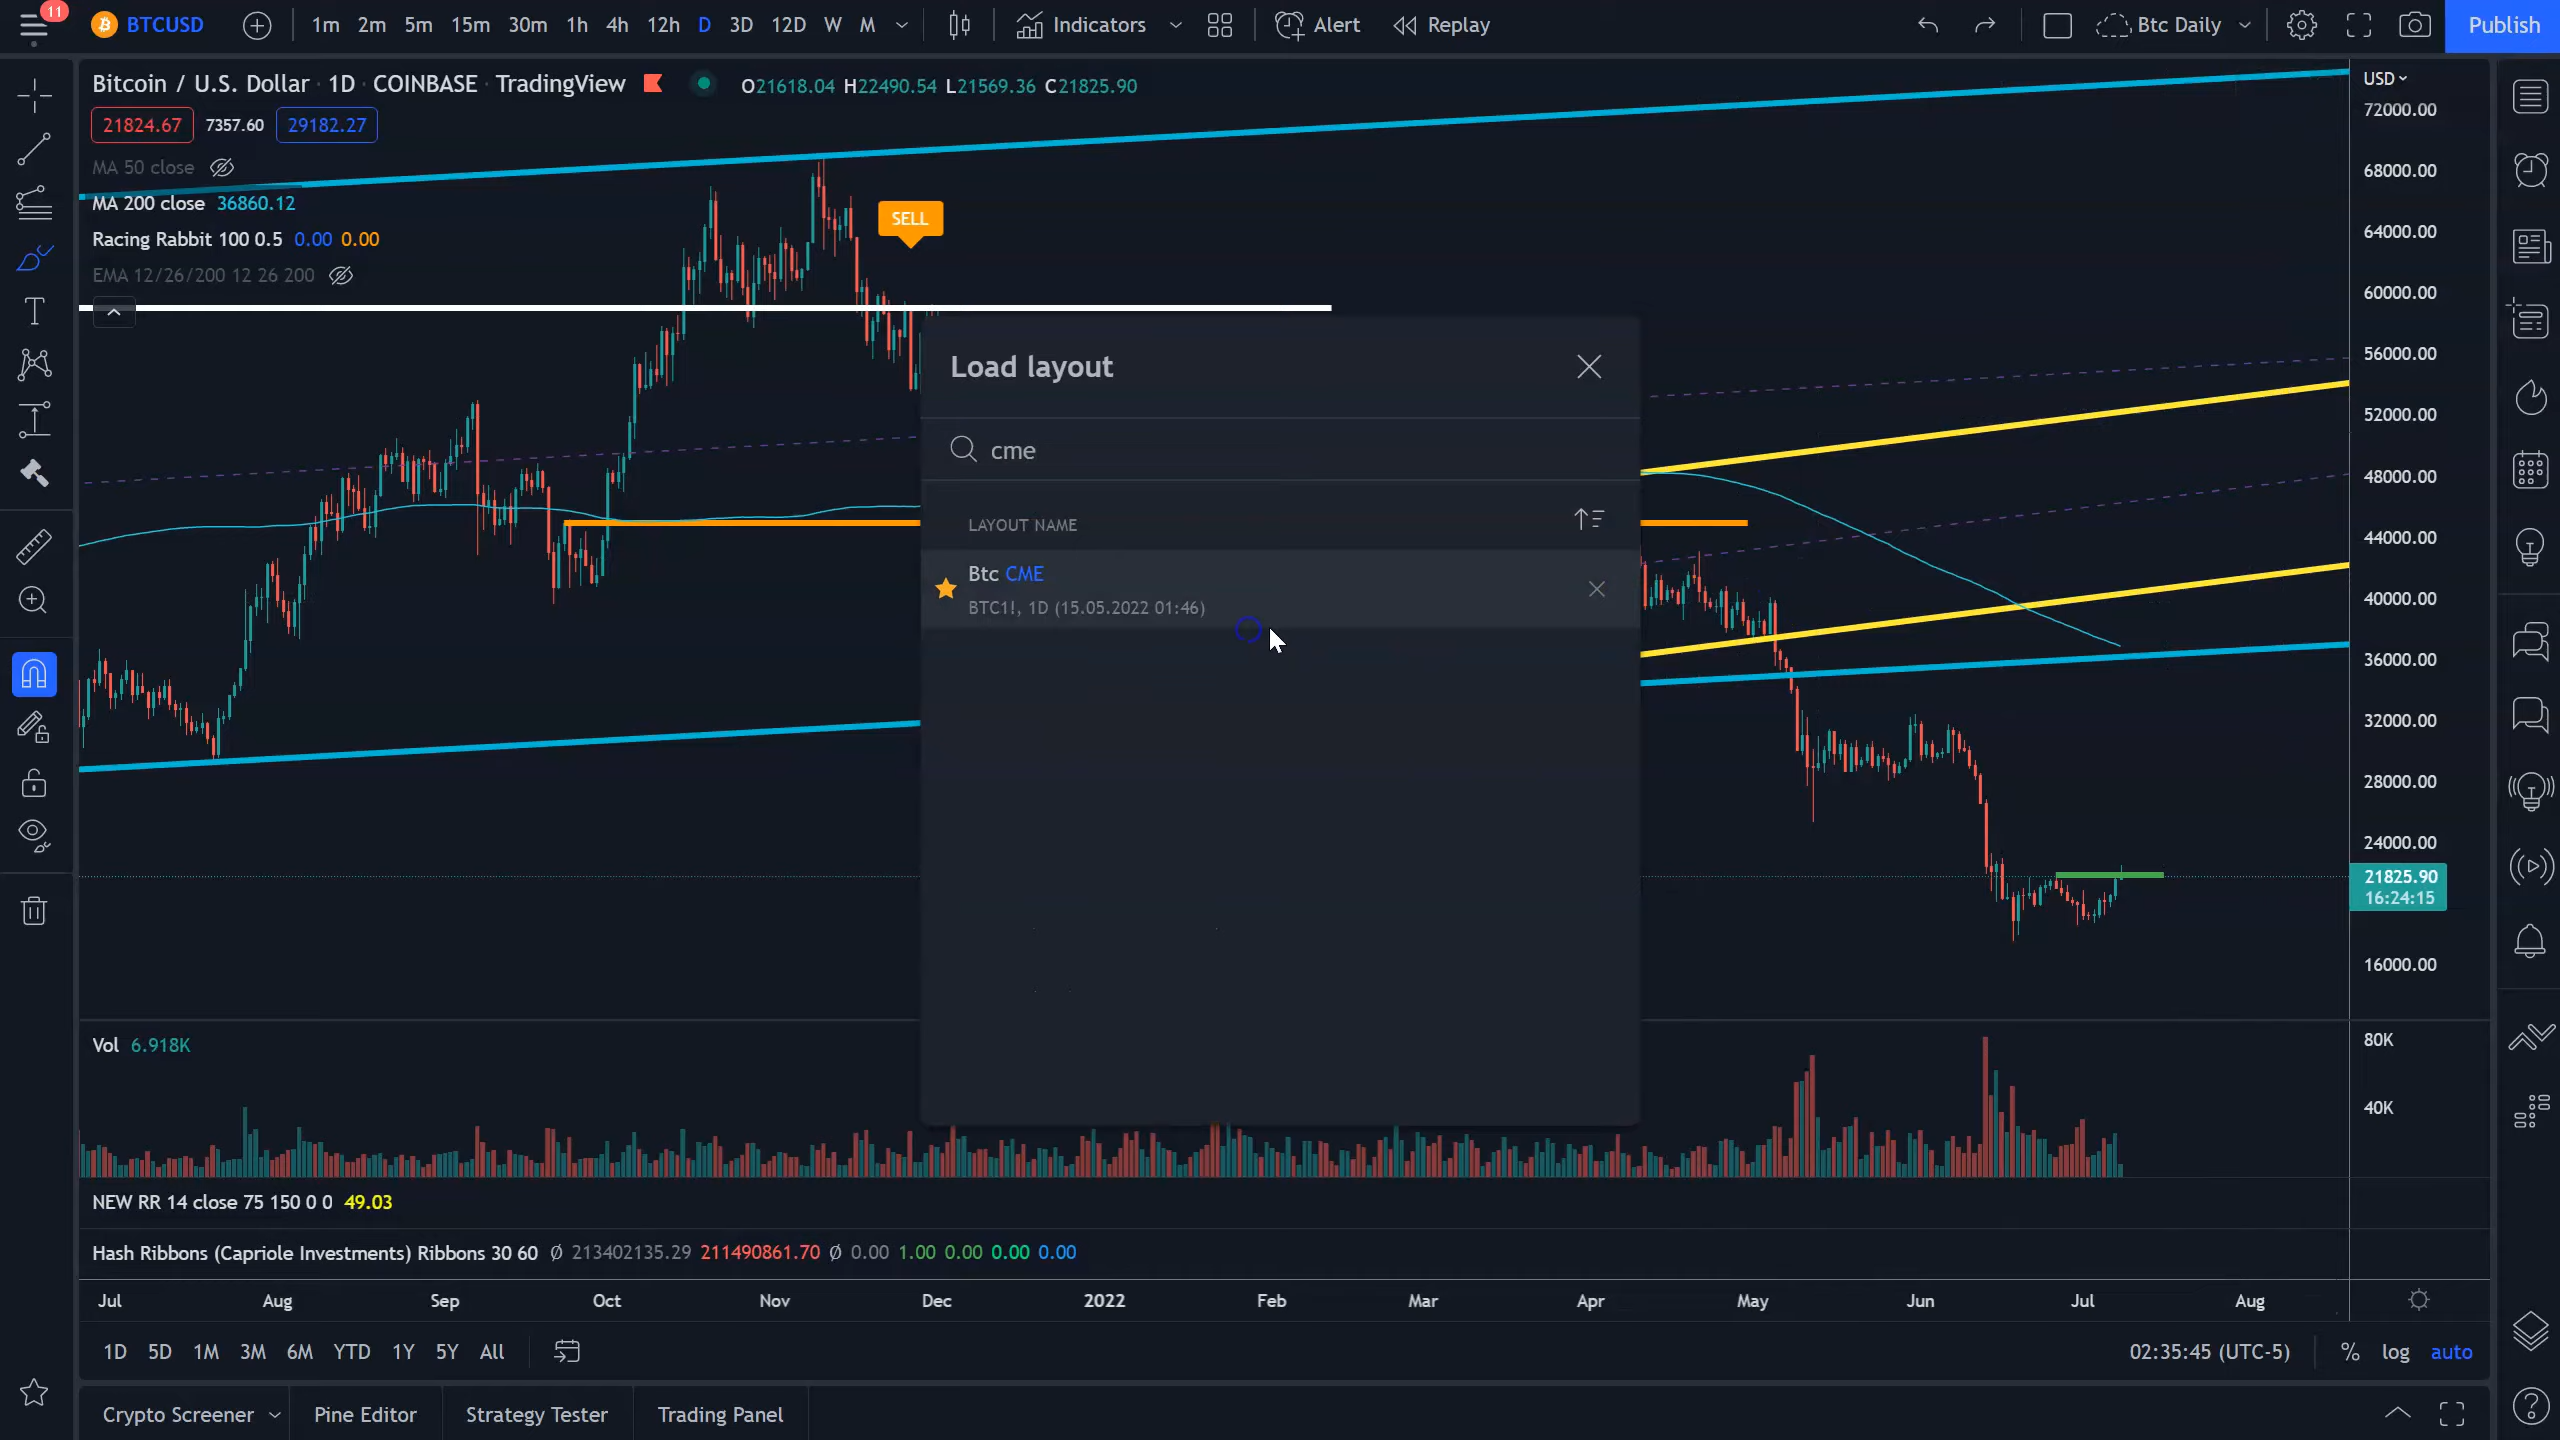 11
BTCUSD 1m 2m 5m 15m 30m 1h 4h 12h D 3D 12D W M Indicators Alert Replay Btc Daily Publish
Bitcoin / U.S. Dollar · 1D · COINBASE · TradingView O21618.04 H22490.54 L21569.36 C21825.90
USD
21824.67 7357.60 29182.27
MA 50 close
MA 200 close 36860.12
Racing Rabbit 100 0.5 0.00 0.00
EMA 12/26/200 12 26 200
SELL
72000.00
68000.00
64000.00
60000.00
56000.00
52000.00
48000.00
44000.00
40000.00
36000.00
32000.00
28000.00
24000.00
21825.90
16:24:15
16000.00
Load layout
cme
LAYOUT NAME
Btc CME
BTC1!, 1D (15.05.2022 01:46)
Vol 6.918K
80K
40K
NEW RR 14 close 75 150 0 0 49.03
Hash Ribbons (Capriole Investments) Ribbons 30 60 Ø 213402135.29 211490861.70 Ø 0.00 1.00 0.00 0.00 0.00
Jul Aug Sep Oct Nov Dec 2022 Feb Mar Apr May Jun Jul Aug
1D 5D 1M 3M 6M YTD 1Y 5Y All 02:35:45 (UTC-5) % log auto
Crypto Screener Pine Editor Strategy Tester Trading Panel